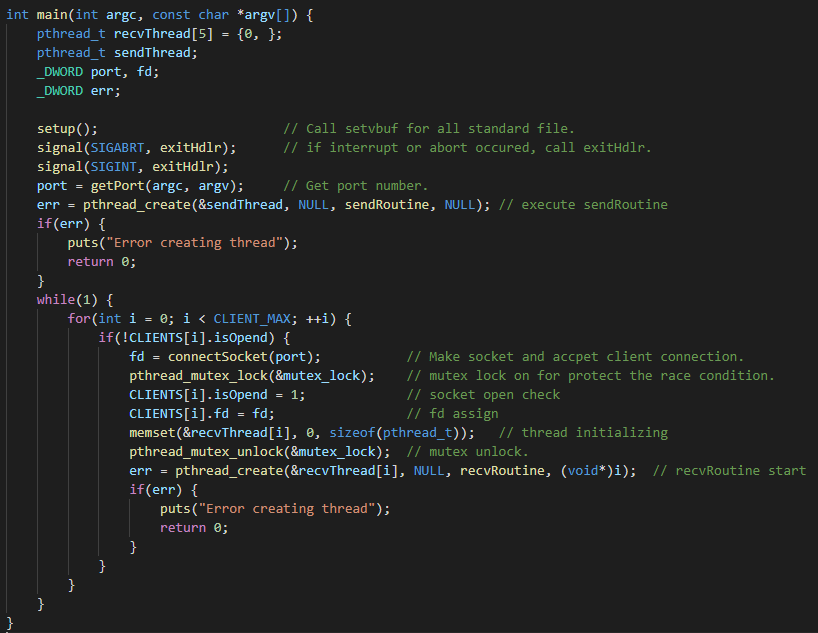 int main(int argc, const char *argv[]) {
    pthread_t recvThread[5] = {0, };
    pthread_t sendThread;
    _DWORD port, fd;
    _DWORD err;

    setup();                        // Call setvbuf for all standard file.
    signal(SIGABRT, exitHdlr);      // if interrupt or abort occured, call exitHdlr.
    signal(SIGINT, exitHdlr);
    port = getPort(argc, argv);     // Get port number.
    err = pthread_create(&sendThread, NULL, sendRoutine, NULL); // execute sendRoutine
    if(err) {
        puts("Error creating thread");
        return 0;
    }
    while(1) {
        for(int i = 0; i < CLIENT_MAX; ++i) {
            if(!CLIENTS[i].isOpend) {
                fd = connectSocket(port);           // Make socket and accpet client connection.
                pthread_mutex_lock(&mutex_lock);    // mutex lock on for protect the race condition.
                CLIENTS[i].isOpend = 1;             // socket open check
                CLIENTS[i].fd = fd;                 // fd assign
                memset(&recvThread[i], 0, sizeof(pthread_t));   // thread initializing
                pthread_mutex_unlock(&mutex_lock);  // mutex unlock.
                err = pthread_create(&recvThread[i], NULL, recvRoutine, (void*)i);  // recvRoutine start
                if(err) {
                    puts("Error creating thread");
                    return 0;
                }
            }
        }
    }
}